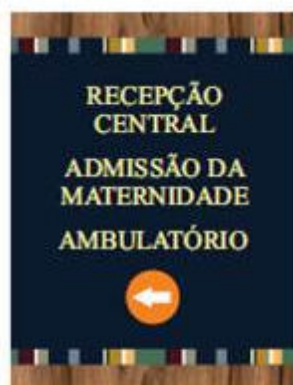 RECEPÇÃO
CENTRAL
ADMISSÃO DA
MATERNIDADE
AMBULATÓRIO